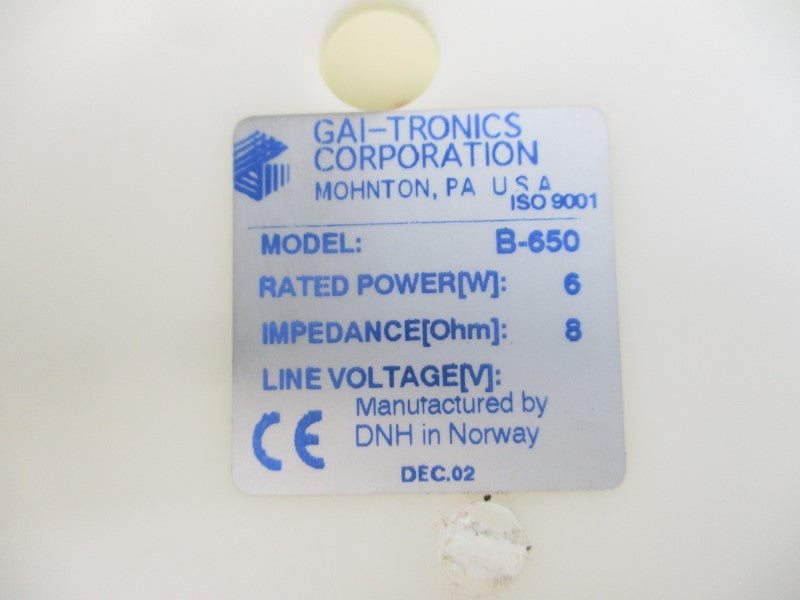 GAI-TRONICS
CORPORATION
MOHNTON, PA U S A
ISO 9001
MODEL: B-650
RATED POWER[W]: 6
IMPEDANCE[Ohm]: 8
LINE VOLTAGE[V]:
CE
Manufactured by
DNH in Norway
DEC.02